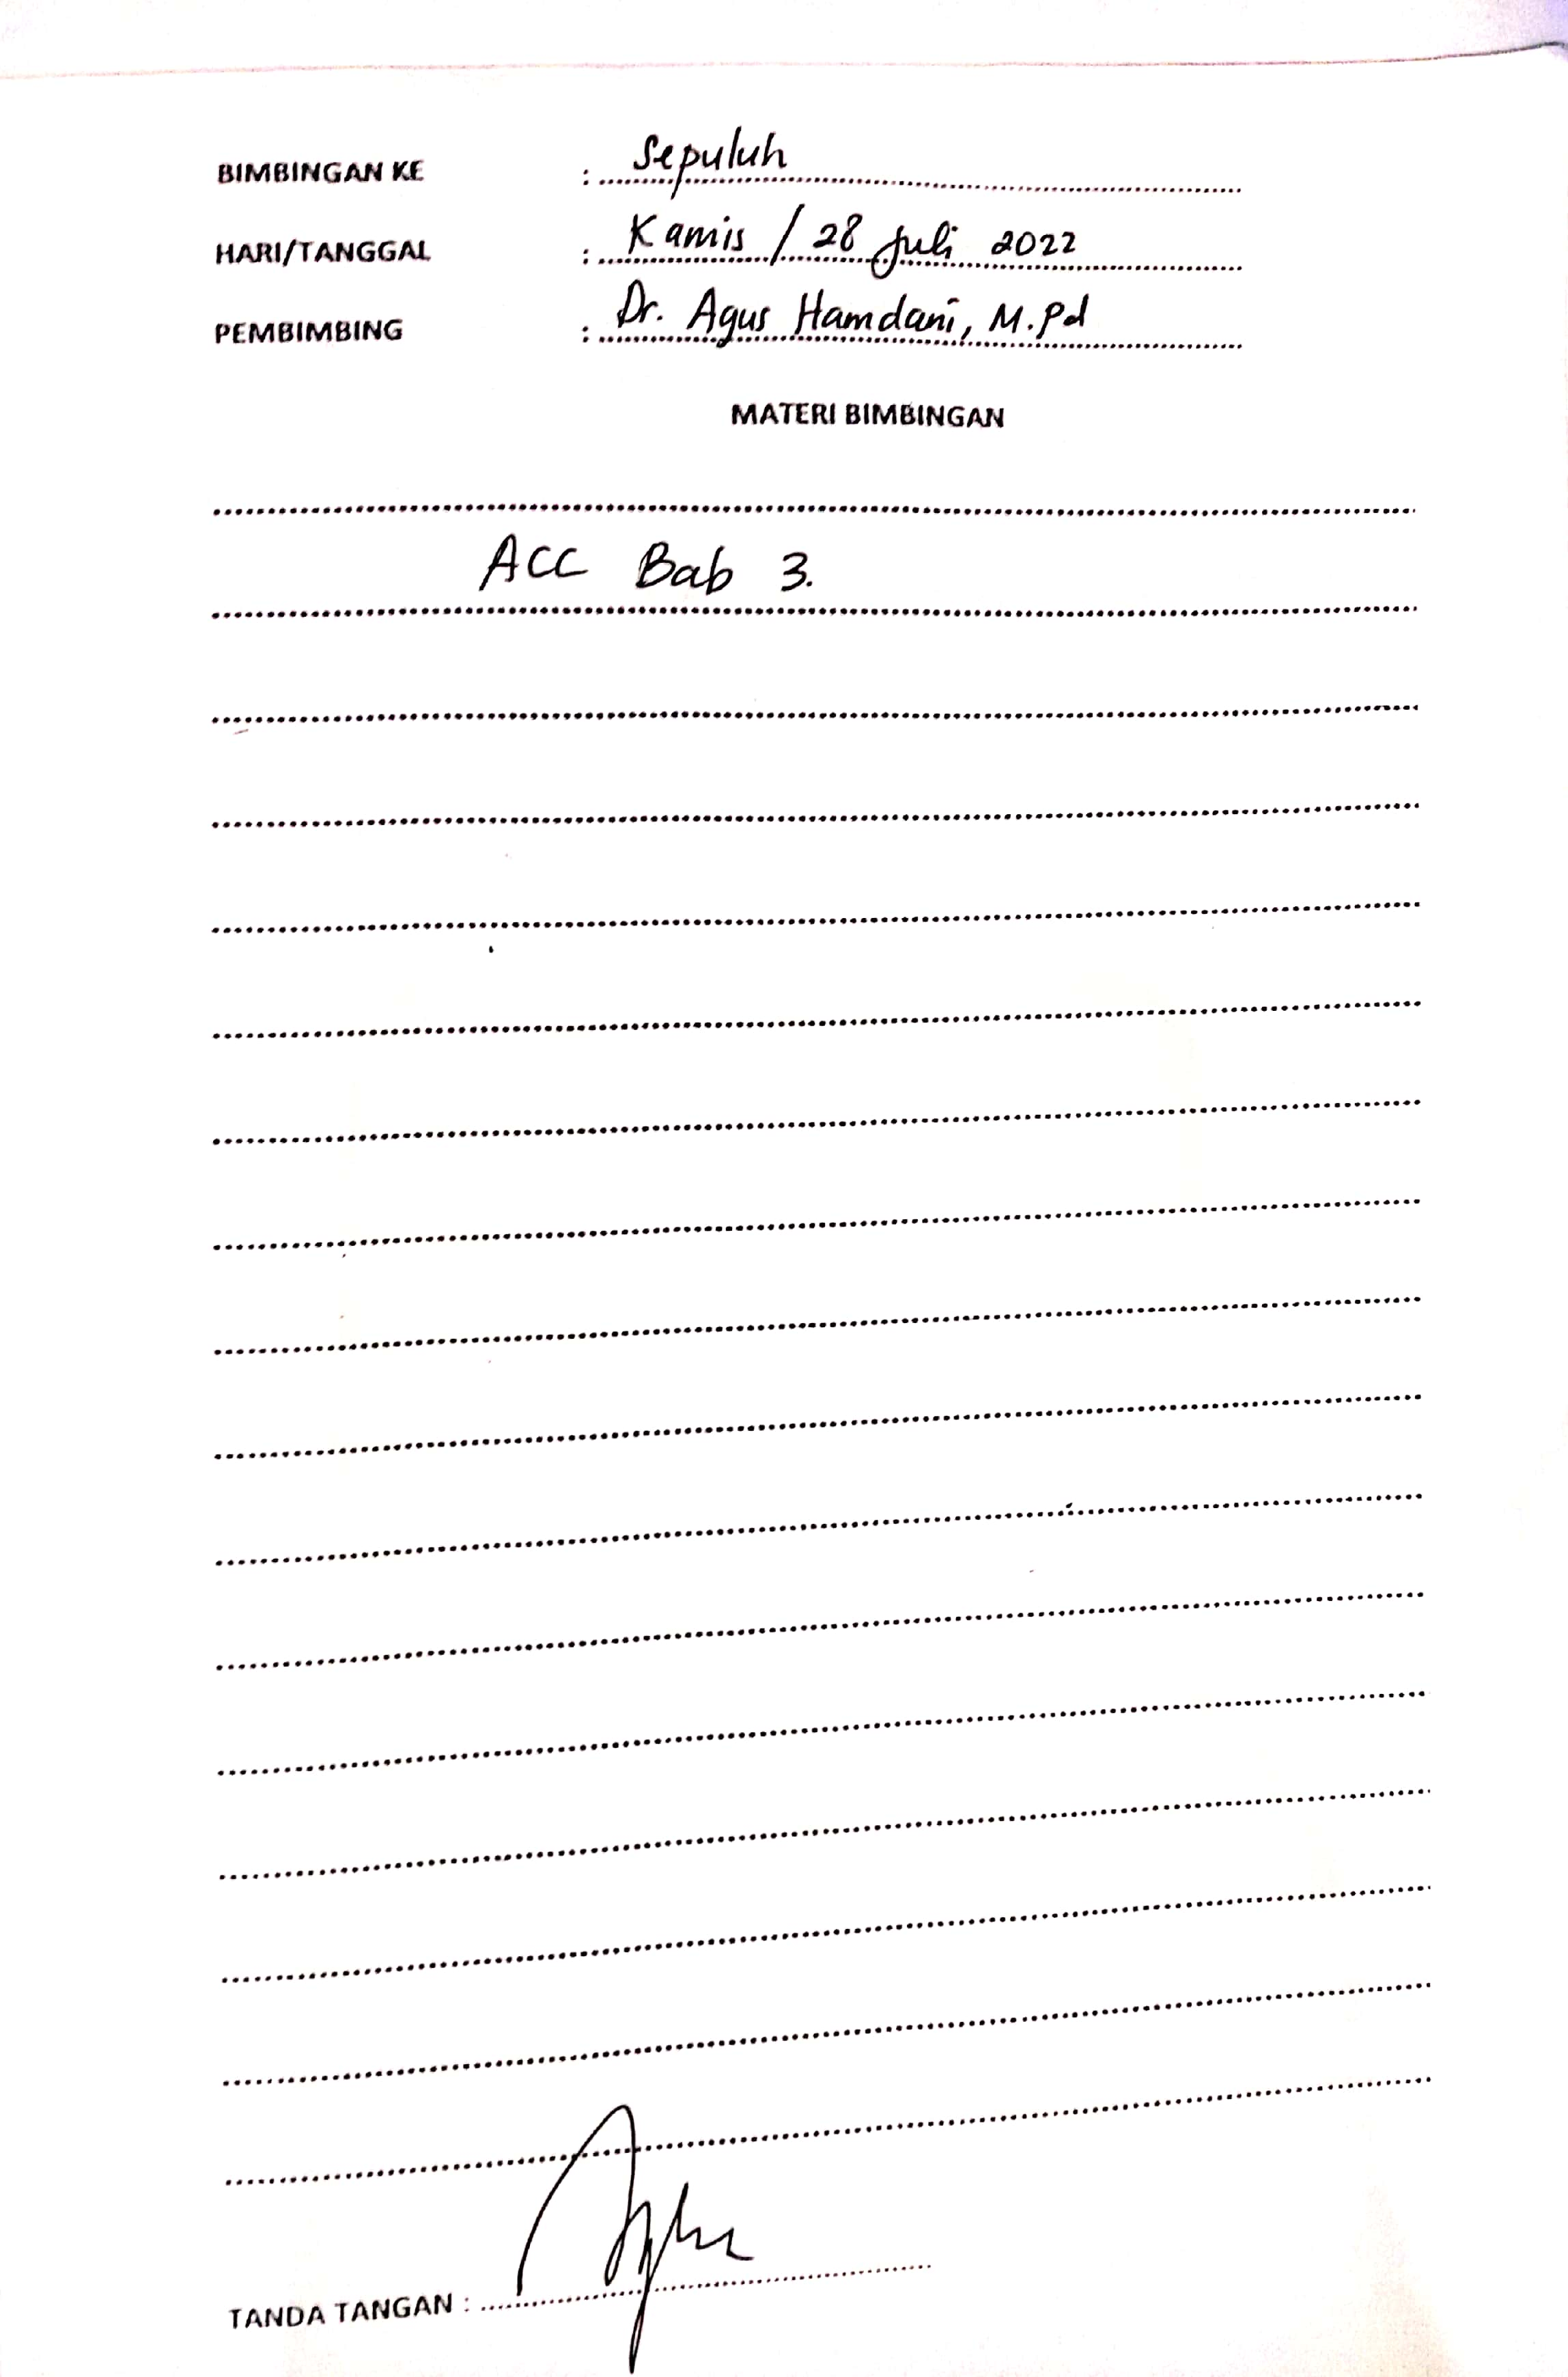 BIMBINGAN KE : Sepuluh
HARI/TANGGAL : Kamis / 28 Juli 2022
PEMBIMBING : Dr. Agus Hamdani, M.Pd
MATERI BIMBINGAN
ACC Bab 3.
TANDA TANGAN :